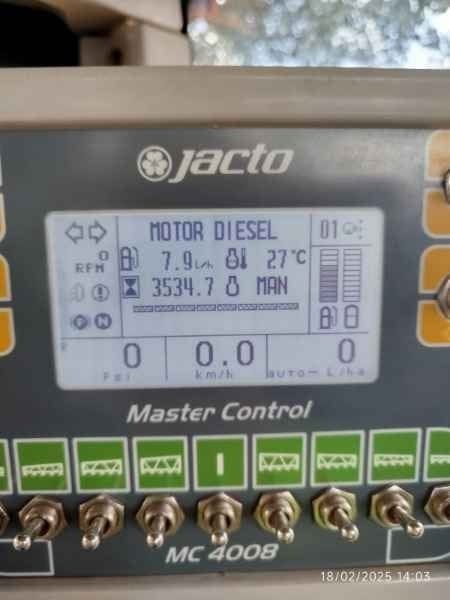 Jacto
MOTOR DIESEL 01
0
RPM
7.9 L/h 27°C
3534.7 MAN
P N
0 0.0 0
Psi km/h AUTO— L/ha
Master Control
MC 4008
18/02/2025 14:03